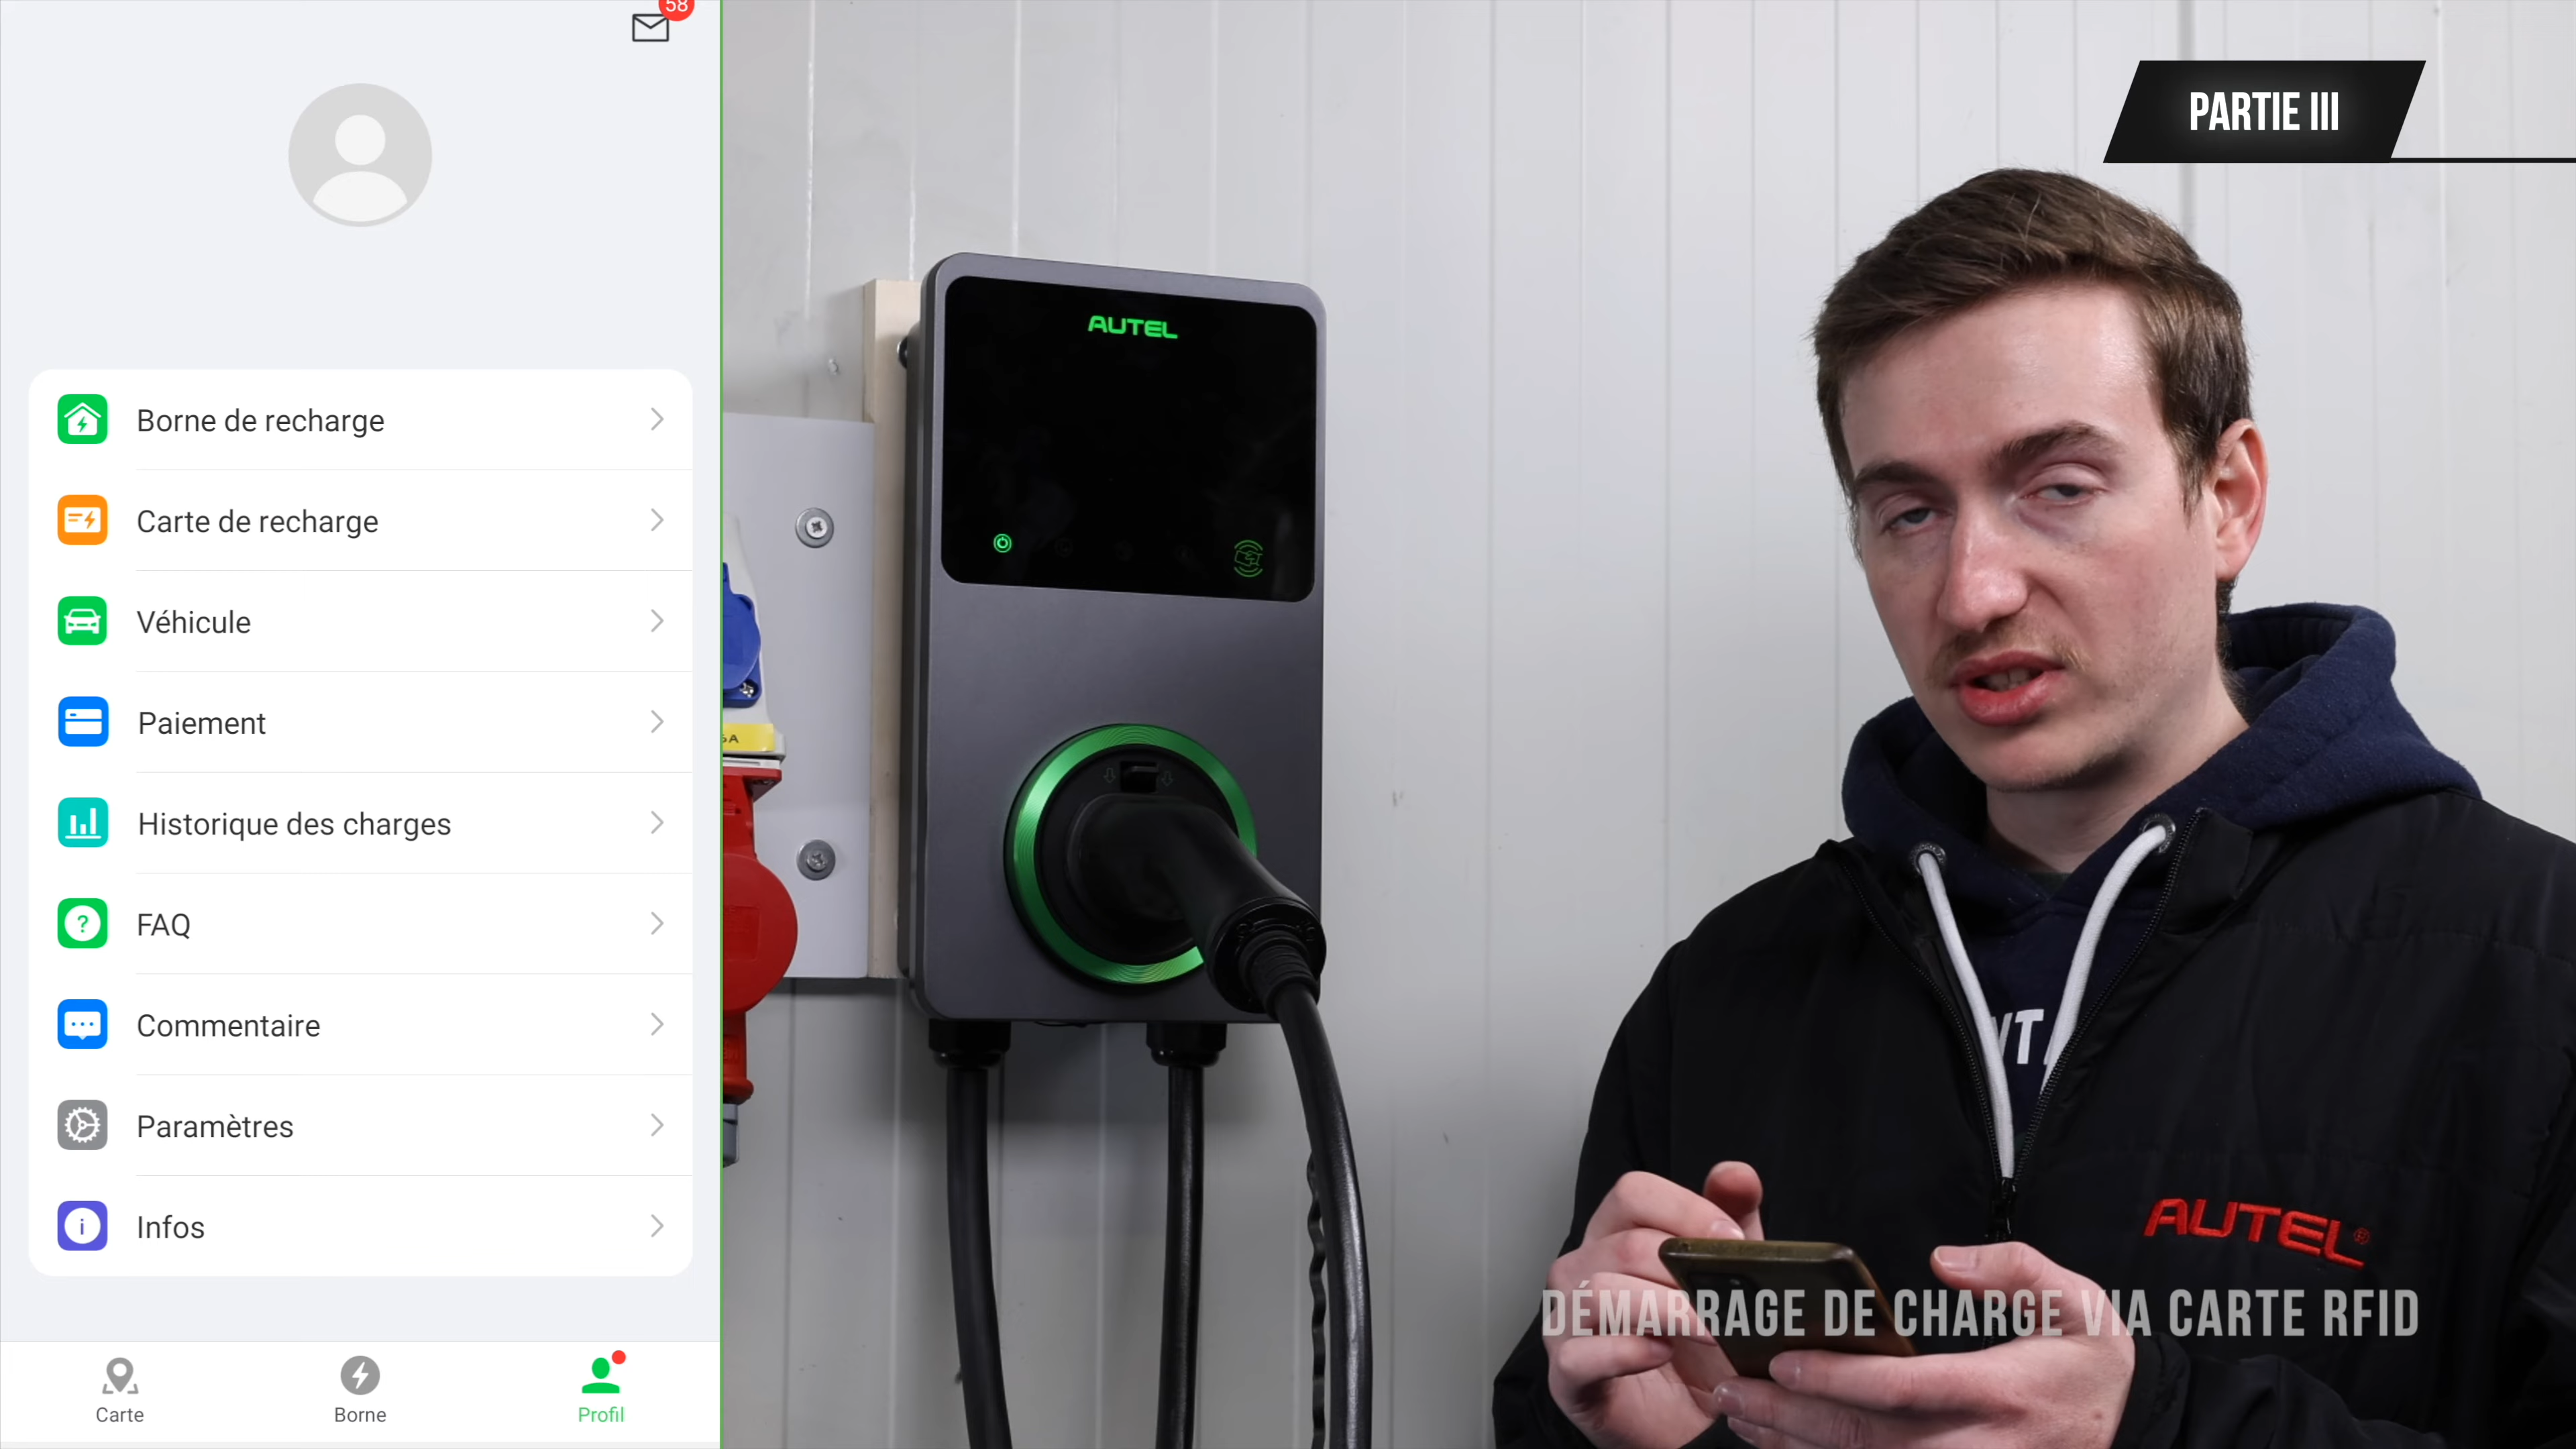 58
Borne de recharge
Carte de recharge
Véhicule
Paiement
Historique des charges
FAQ
Commentaire
Paramètres
Infos
Carte
Borne
Profil
AUTEL
PARTIE III
AUTEL®
DÉMARRAGE DE CHARGE VIA CARTE RFID